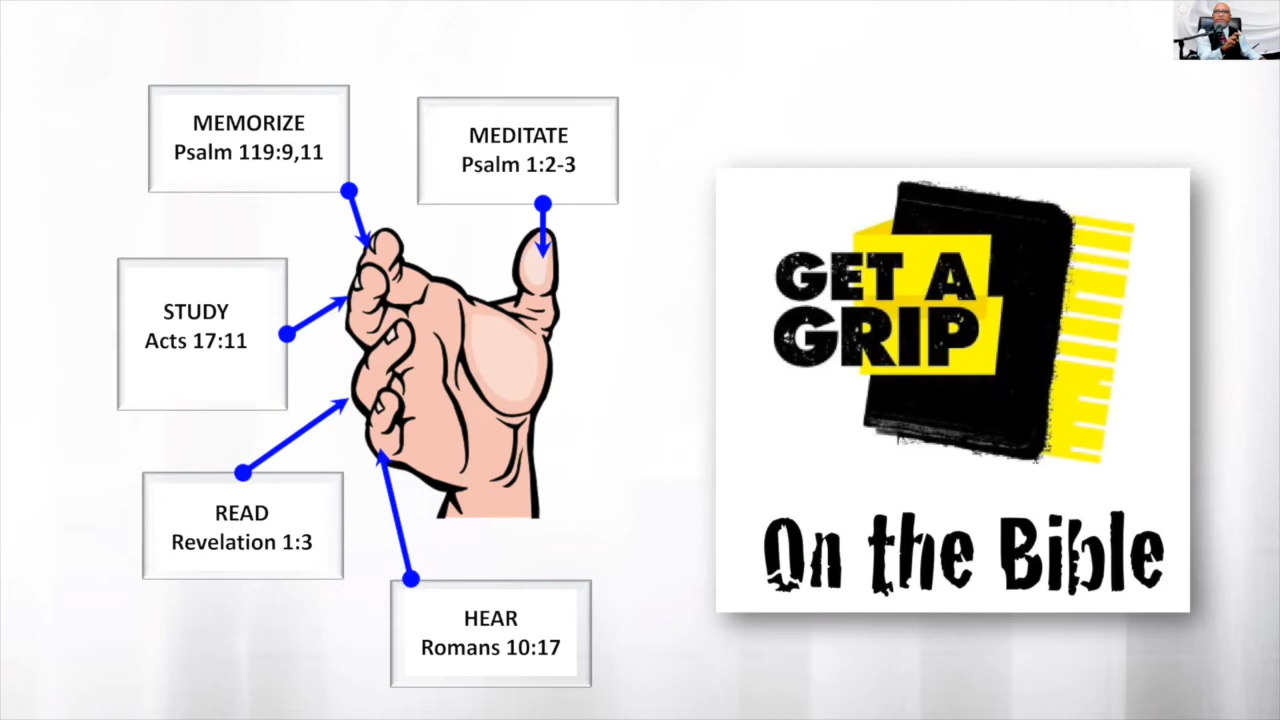 MEMORIZE
Psalm 119:9,11
MEDITATE
Psalm 1:2-3
STUDY
Acts 17:11
READ
Revelation 1:3
HEAR
Romans 10:17
GET A
GRIP
On the Bible